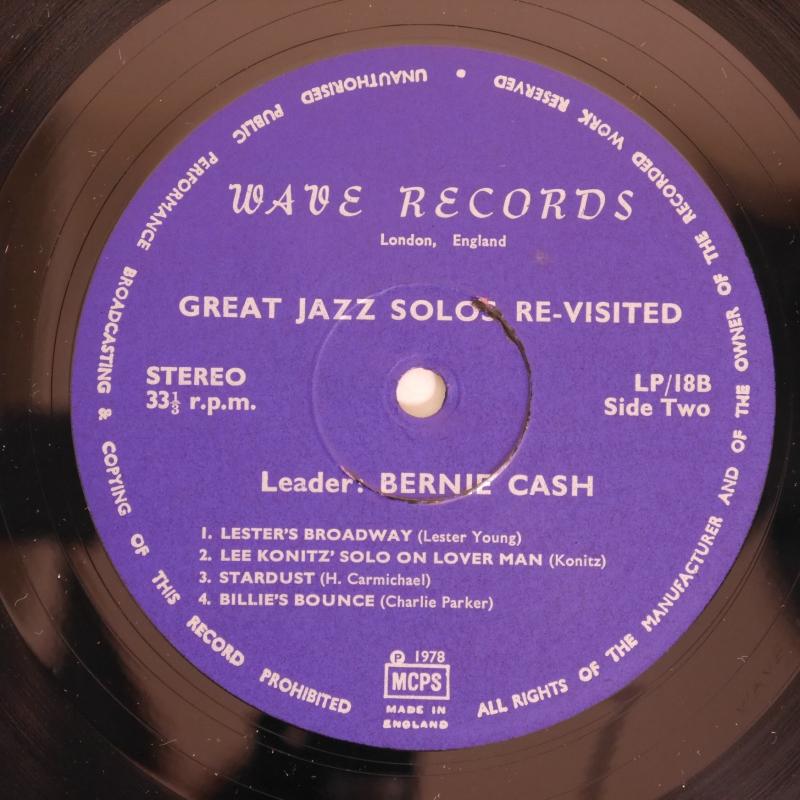 WAVE RECORDS
London, England
GREAT JAZZ SOLOS RE-VISITED
STEREO
33⅓ r.p.m.
LP/18B
Side Two
Leader: BERNIE CASH
1. LESTER'S BROADWAY (Lester Young)
2. LEE KONITZ' SOLO ON LOVER MAN (Konitz)
3. STARDUST (H. Carmichael)
4. BILLIE'S BOUNCE (Charlie Parker)
℗ 1978
MCPS
MADE IN
ENGLAND
ALL RIGHTS OF THE MANUFACTURER AND OF THE OWNER OF THE RECORDED WORK RESERVED • UNAUTHORISED PUBLIC PERFORMANCE BROADCASTING & COPYING OF THIS RECORD PROHIBITED